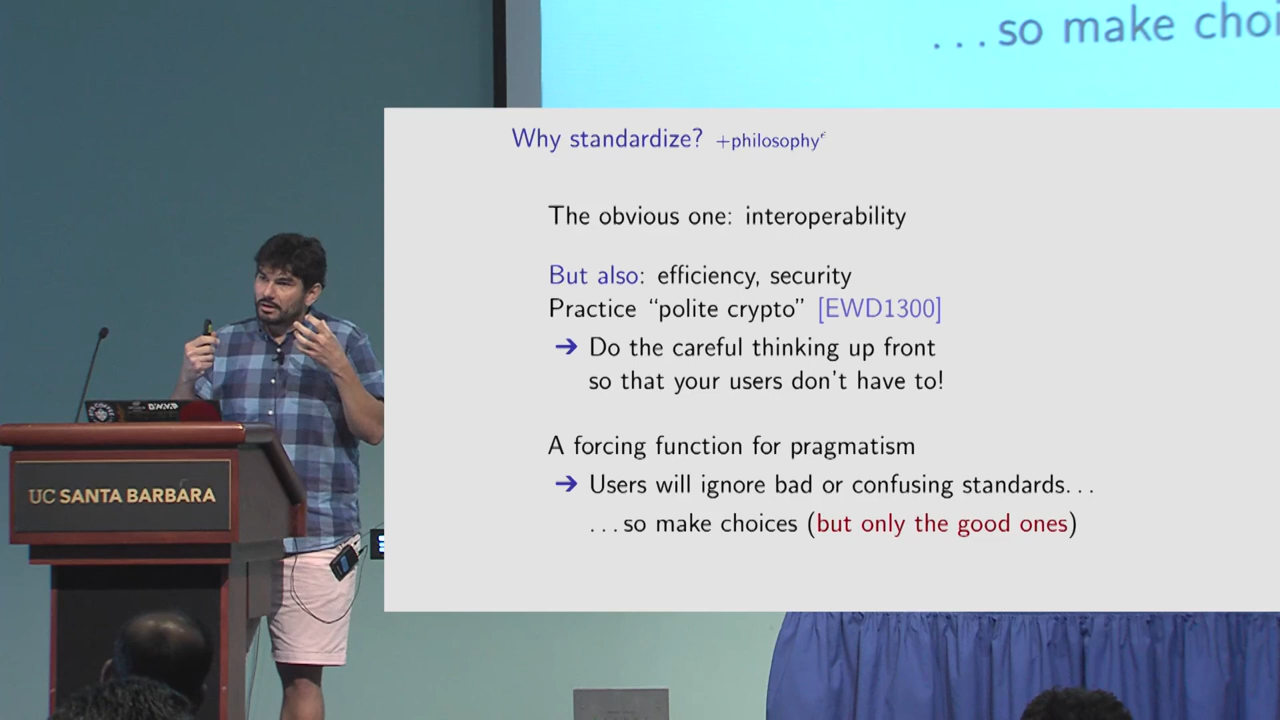 ...so make choi
Why standardize? +philosophy
The obvious one: interoperability
But also: efficiency, security
Practice “polite crypto” [EWD1300]
➔ Do the careful thinking up front
so that your users don't have to!
A forcing function for pragmatism
➔ Users will ignore bad or confusing standards...
...so make choices (but only the good ones)
UC SANTA BARBARA